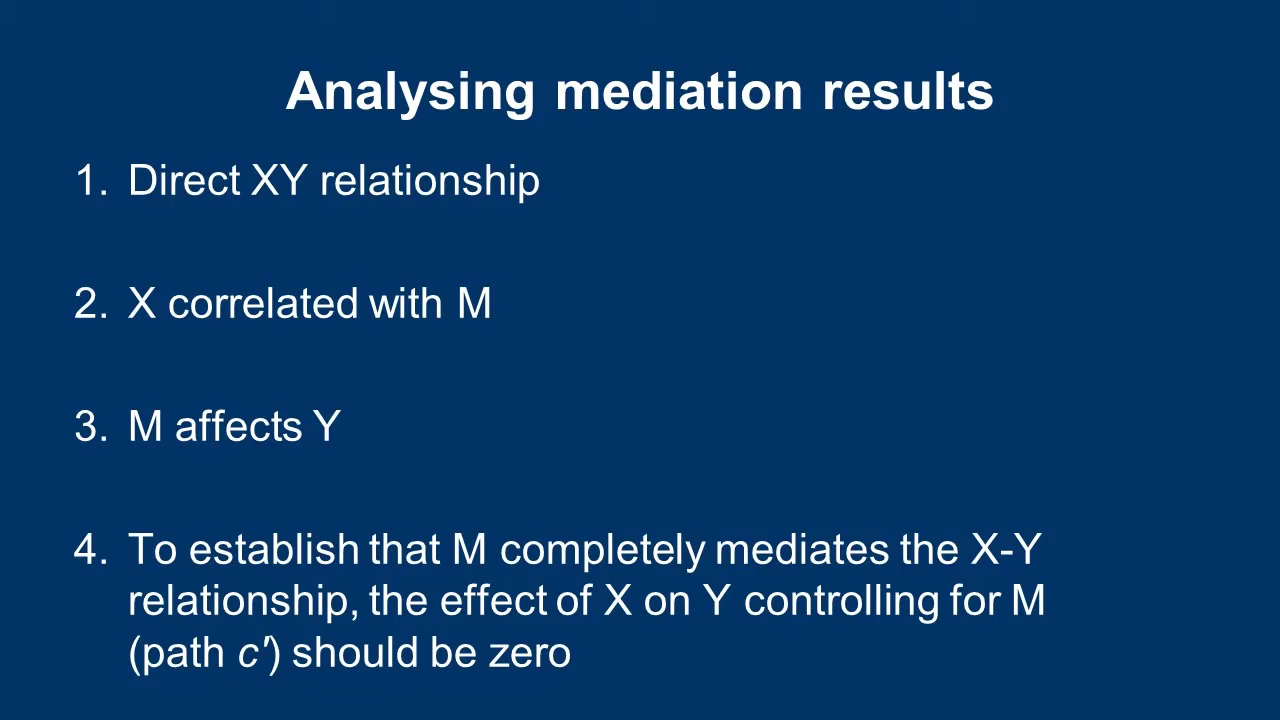 Analysing mediation results
1. Direct XY relationship
2. X correlated with M
3. M affects Y
4. To establish that M completely mediates the X-Y
relationship, the effect of X on Y controlling for M
(path c') should be zero